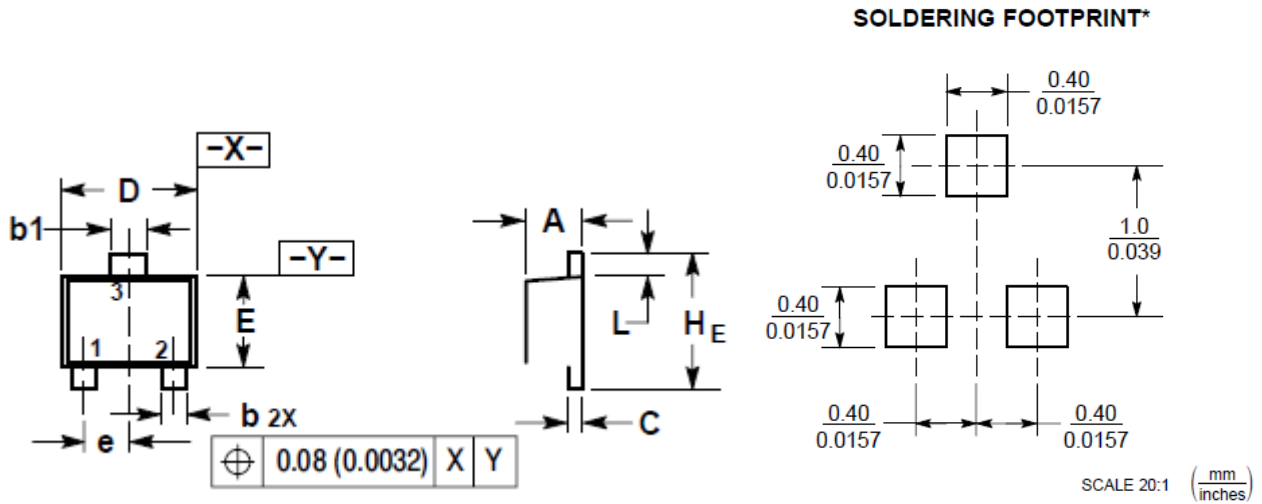 SOLDERING FOOTPRINT*
0.40
0.0157
–X–
D
b1
A
0.40
0.0157
–Y–
1.0
0.039
3
E
L
HE
0.40
0.0157
1
2
b 2X
C
e
0.40
0.0157
0.40
0.0157
0.08 (0.0032) X Y
SCALE 20:1 (mm/inches)